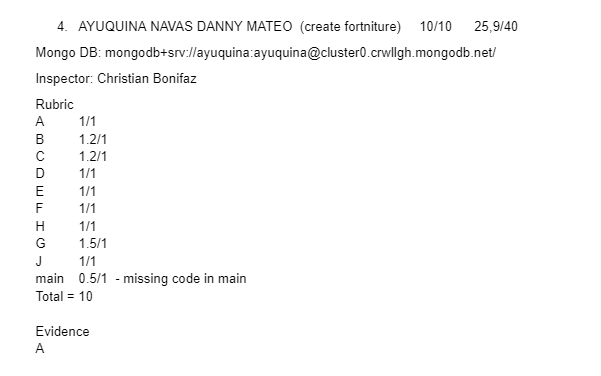 4. AYUQUINA NAVAS DANNY MATEO (create fortniture) 10/10 25,9/40
Mongo DB: mongodb+srv://ayuquina:ayuquina@cluster0.crwllgh.mongodb.net/
Inspector: Christian Bonifaz
Rubric
A 1/1
B 1.2/1
C 1.2/1
D 1/1
E 1/1
F 1/1
H 1/1
G 1.5/1
J 1/1
main 0.5/1 - missing code in main
Total = 10
Evidence
A